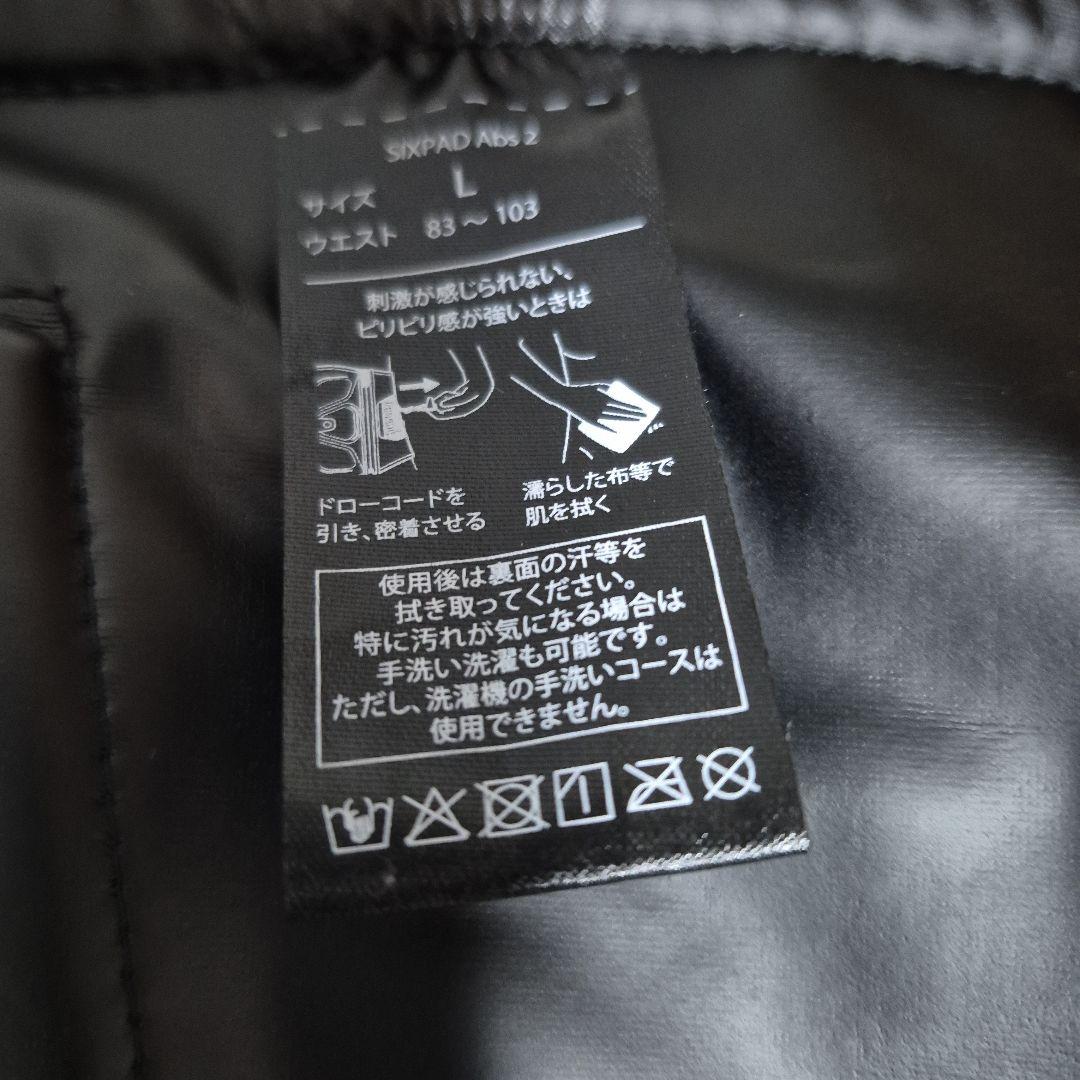 SIXPAD Abs 2
サイズ L
ウエスト 83～103
刺激が感じられない、
ピリピリ感が強いときは
ドローコードを
引き、密着させる
濡らした布等で
肌を拭く
使用後は裏面の汗等を
拭き取ってください。
特に汚れが気になる場合は
手洗い洗濯も可能です。
ただし、洗濯機の手洗いコースは
使用できません。